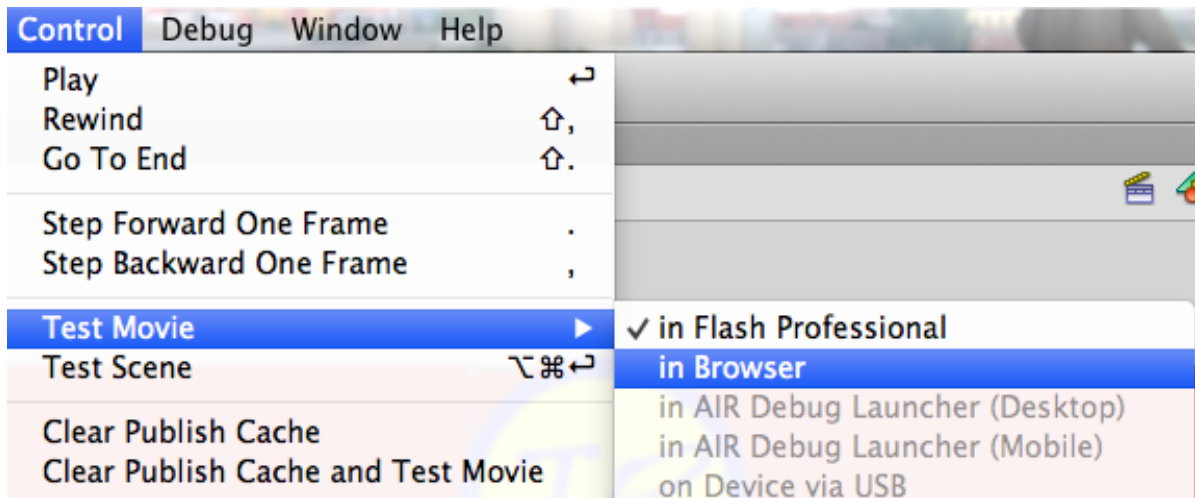 Control Debug Window Help
Play ↩
Rewind ⇧,
Go To End ⇧.
Step Forward One Frame .
Step Backward One Frame ,
Test Movie ▶
✓ in Flash Professional
in Browser
in AIR Debug Launcher (Desktop)
in AIR Debug Launcher (Mobile)
on Device via USB
Test Scene ⌥⌘↩
Clear Publish Cache
Clear Publish Cache and Test Movie